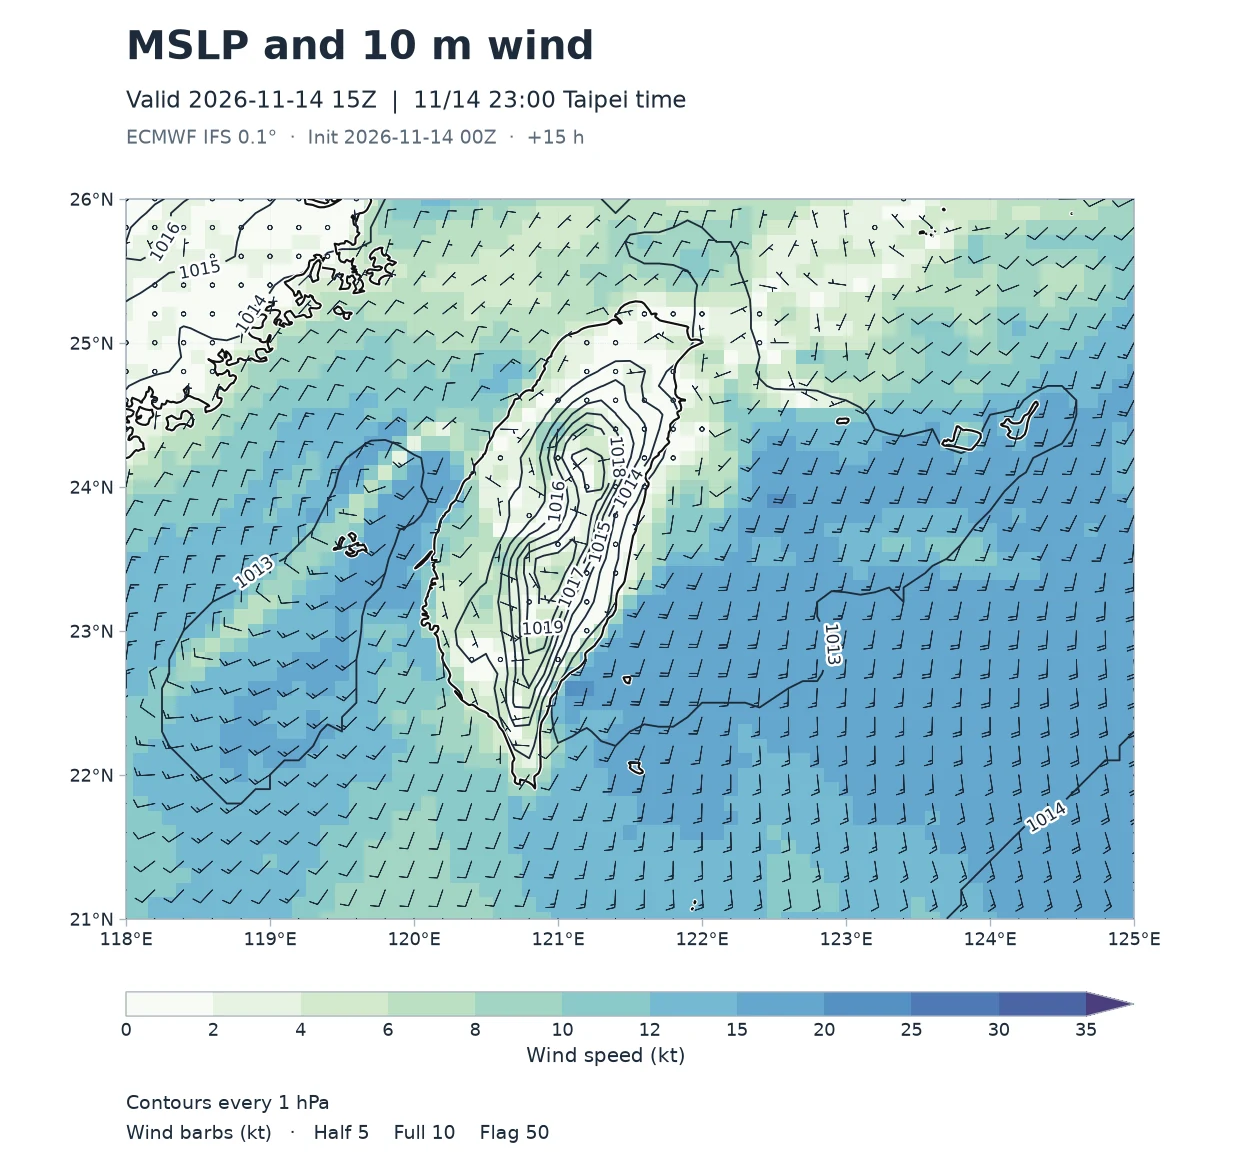 MSLP and 10 m wind
Valid 2026-11-14 15Z | 11/14 23:00 Taipei time
ECMWF IFS 0.1° · Init 2026-11-14 00Z · +15 h
26°N
25°N
24°N
23°N
22°N
21°N
1016
1015
1014
1013
1018
1014
1016
1015
1017
1019
1013
1014
118°E 119°E 120°E 121°E 122°E 123°E 124°E 125°E
0 2 4 6 8 10 12 15 20 25 30 35
Wind speed (kt)
Contours every 1 hPa
Wind barbs (kt) · Half 5 Full 10 Flag 50